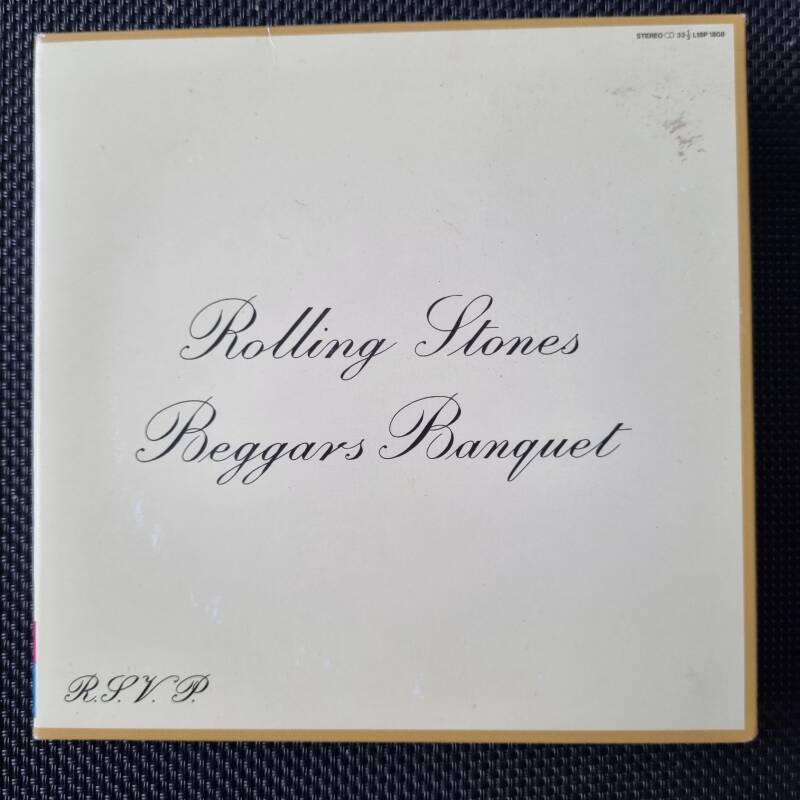 STEREO 33⅓ L18P 1808
Rolling Stones
Beggars Banquet
R.S.V.P.